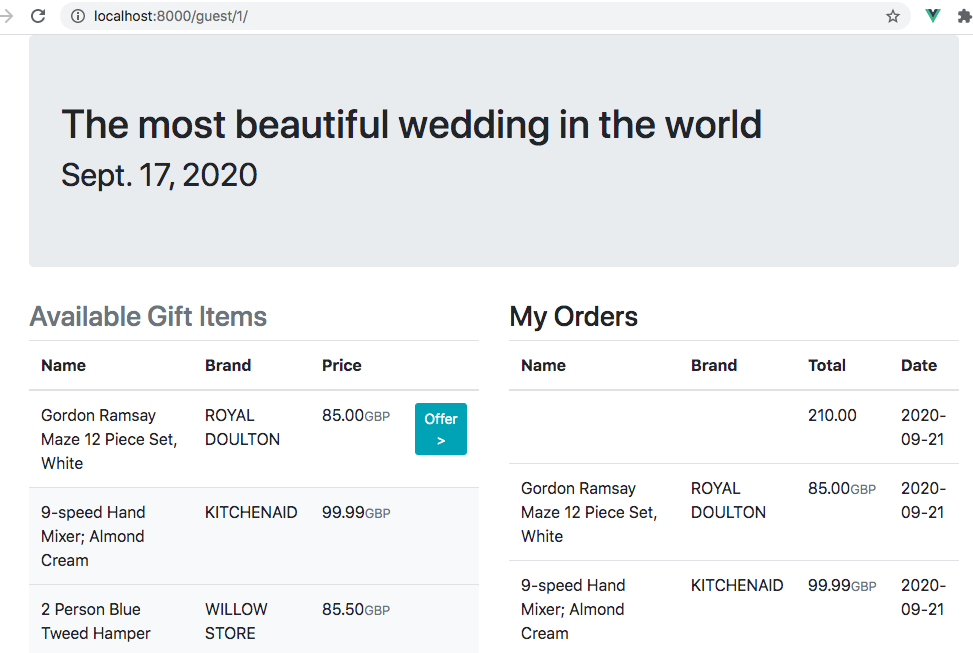 localhost:8000/guest/1/
The most beautiful wedding in the world
Sept. 17, 2020
Available Gift Items
Name Brand Price
Gordon Ramsay
Maze 12 Piece Set,
White
ROYAL
DOULTON
85.00GBP
Offer
>
9-speed Hand
Mixer; Almond
Cream
KITCHENAID
99.99GBP
2 Person Blue
Tweed Hamper
WILLOW
STORE
85.50GBP
My Orders
Name Brand Total Date
210.00
2020-
09-21
Gordon Ramsay
Maze 12 Piece Set,
White
ROYAL
DOULTON
85.00GBP
2020-
09-21
9-speed Hand
Mixer; Almond
Cream
KITCHENAID
99.99GBP
2020-
09-21